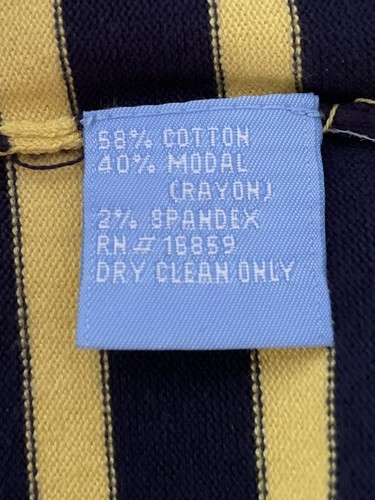 58% COTTON
40% MODAL
(RAYON)
2% SPANDEX
RN # 16859
DRY CLEAN ONLY